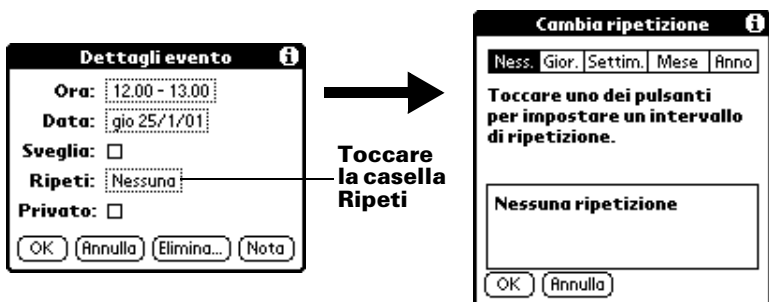 Dettagli evento
Ora: 12.00 - 13.00
Data: gio 25/1/01
Sveglia:
Ripeti: Nessuna
Privato:
OK Annulla Elimina... Nota
Toccare
la casella
Ripeti
Cambia ripetizione
Ness. Gior. Settim. Mese Anno
Toccare uno dei pulsanti
per impostare un intervallo
di ripetizione.
Nessuna ripetizione
OK Annulla